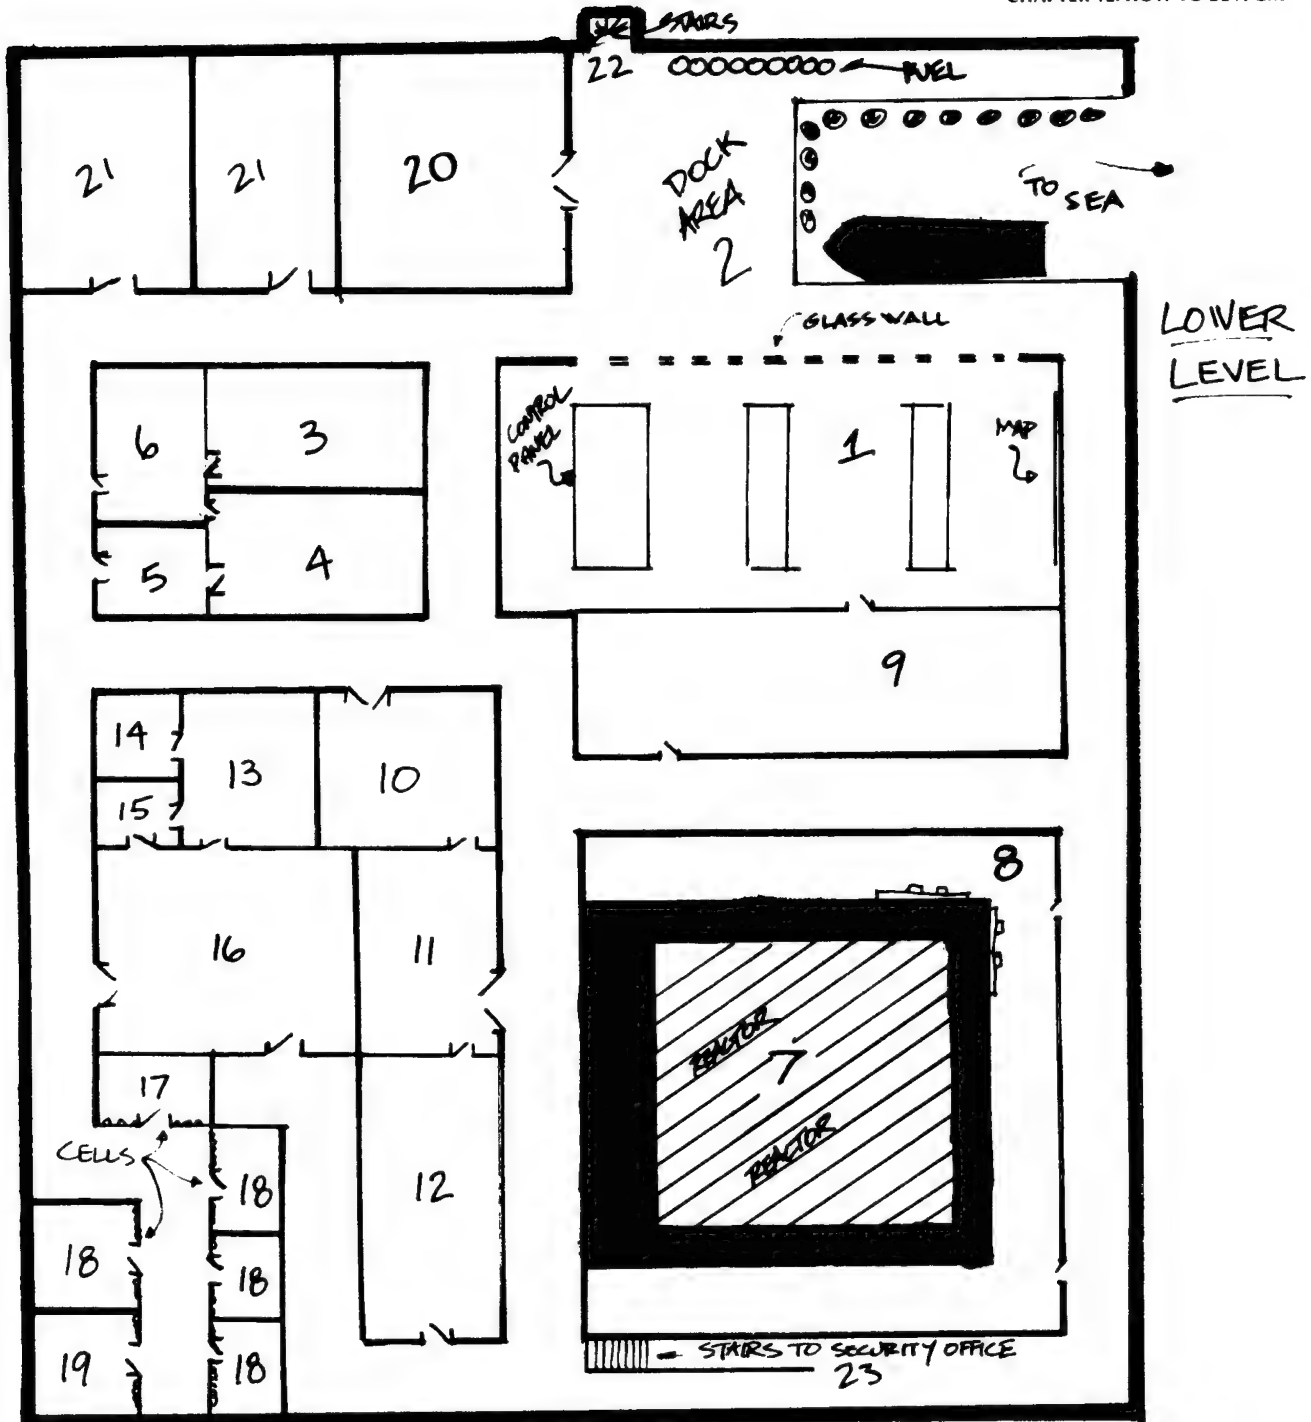 STAIRS
22
FUEL
21
21
20
DOCK
AREA
2
TO SEA
GLASS WALL
LOWER
LEVEL
6
3
CONTROL
PANEL
1
MAP
5
4
9
14
13
10
15
8
16
11
REACTOR
7
REACTOR
17
CELLS
18
12
18
18
19
18
STAIRS TO SECURITY OFFICE
23